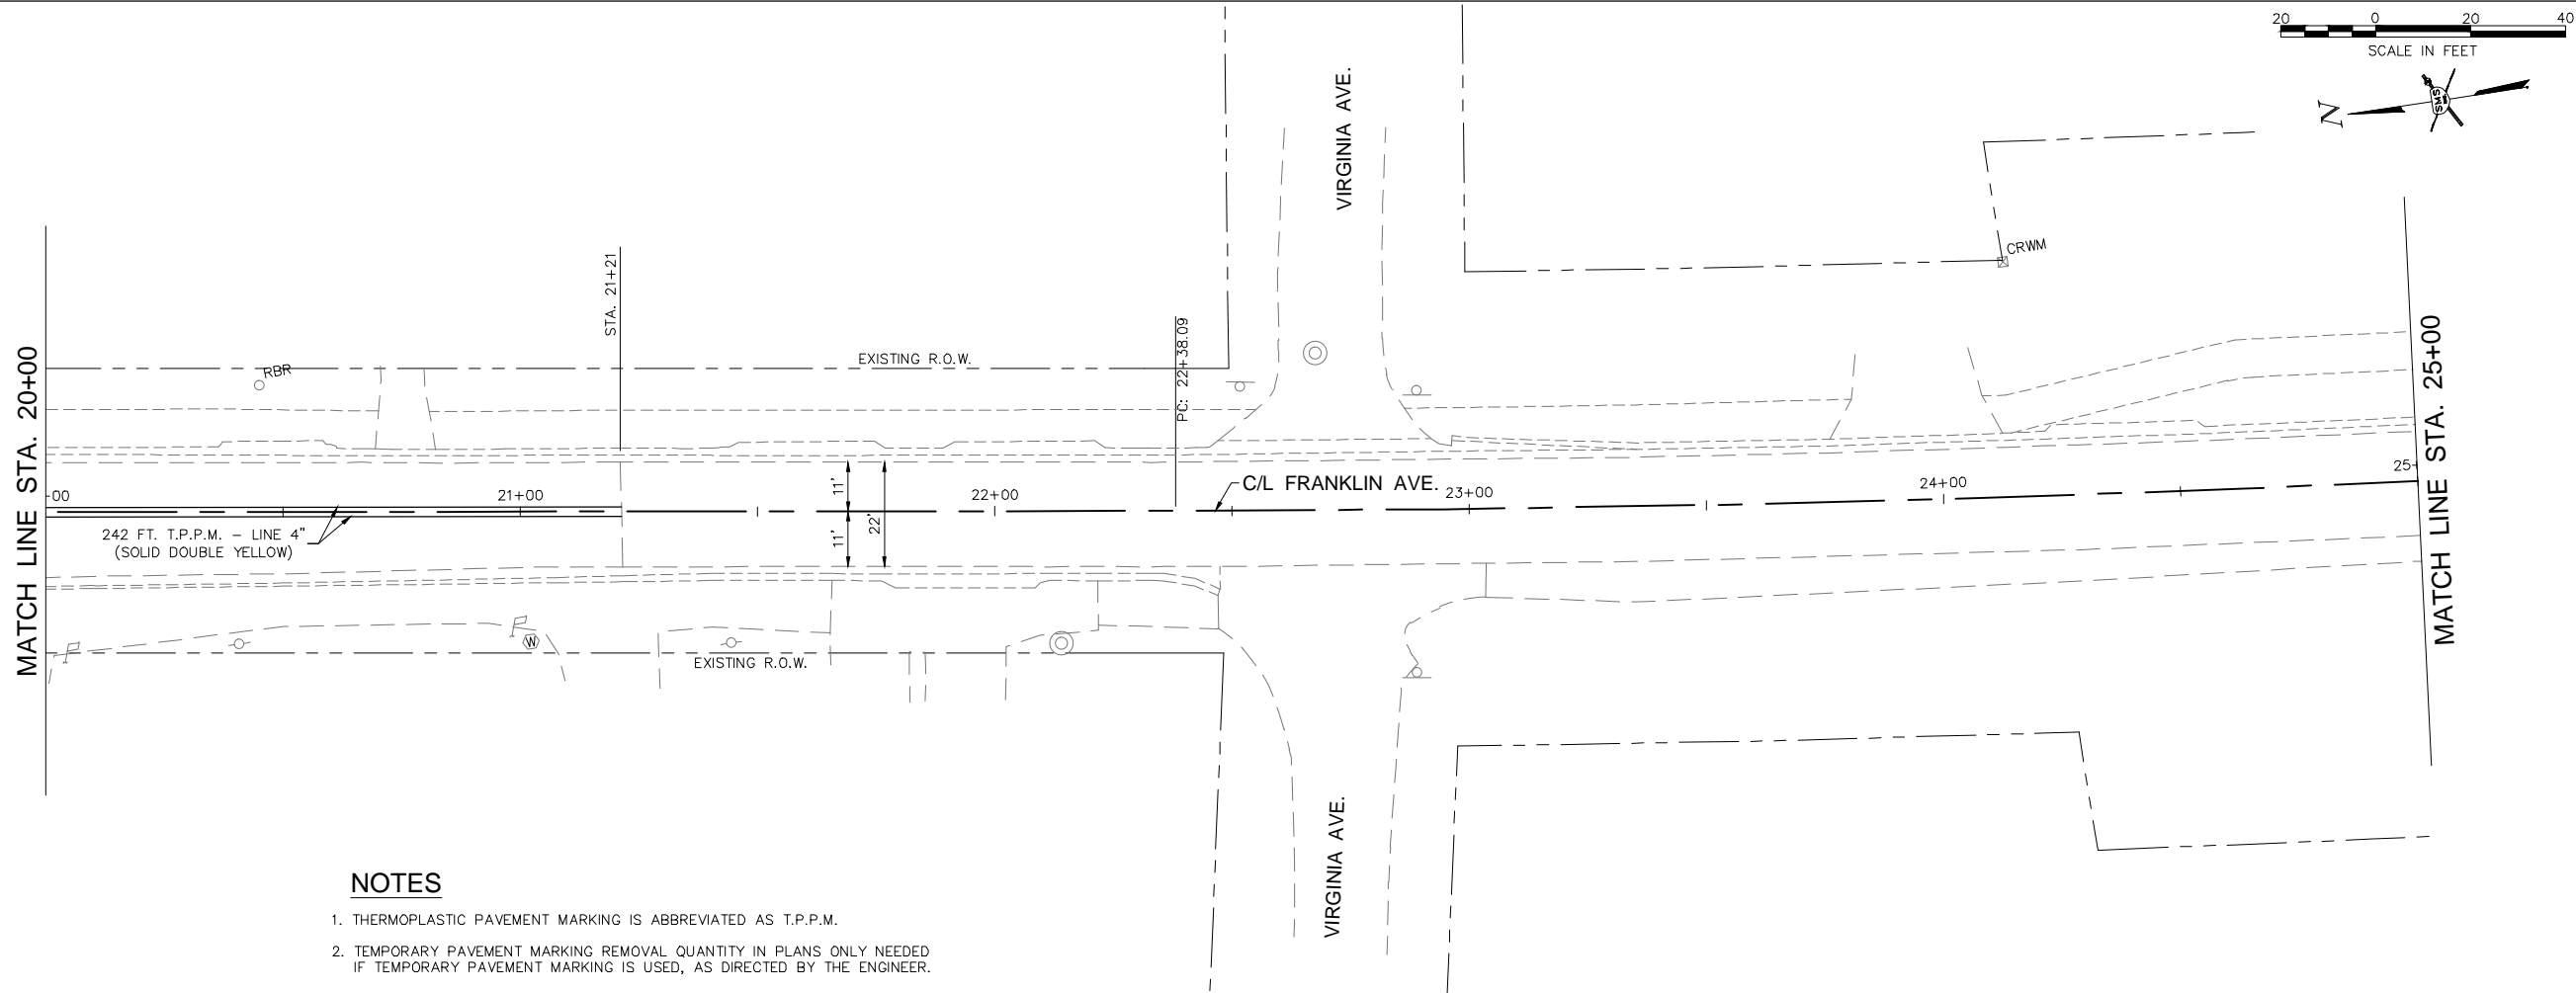 20 0 20 40
SCALE IN FEET
N
SMS
VIRGINIA AVE.
CRWM
STA. 21+21
PC: 22+38.09
EXISTING R.O.W.
RBR
MATCH LINE STA. 20+00
MATCH LINE STA. 25+00
C/L FRANKLIN AVE.
-00
21+00
22+00
23+00
24+00
25+
11'
11'
22'
242 FT. T.P.P.M. – LINE 4"
(SOLID DOUBLE YELLOW)
W
EXISTING R.O.W.
VIRGINIA AVE.
NOTES
1. THERMOPLASTIC PAVEMENT MARKING IS ABBREVIATED AS T.P.P.M.
2. TEMPORARY PAVEMENT MARKING REMOVAL QUANTITY IN PLANS ONLY NEEDED
IF TEMPORARY PAVEMENT MARKING IS USED, AS DIRECTED BY THE ENGINEER.